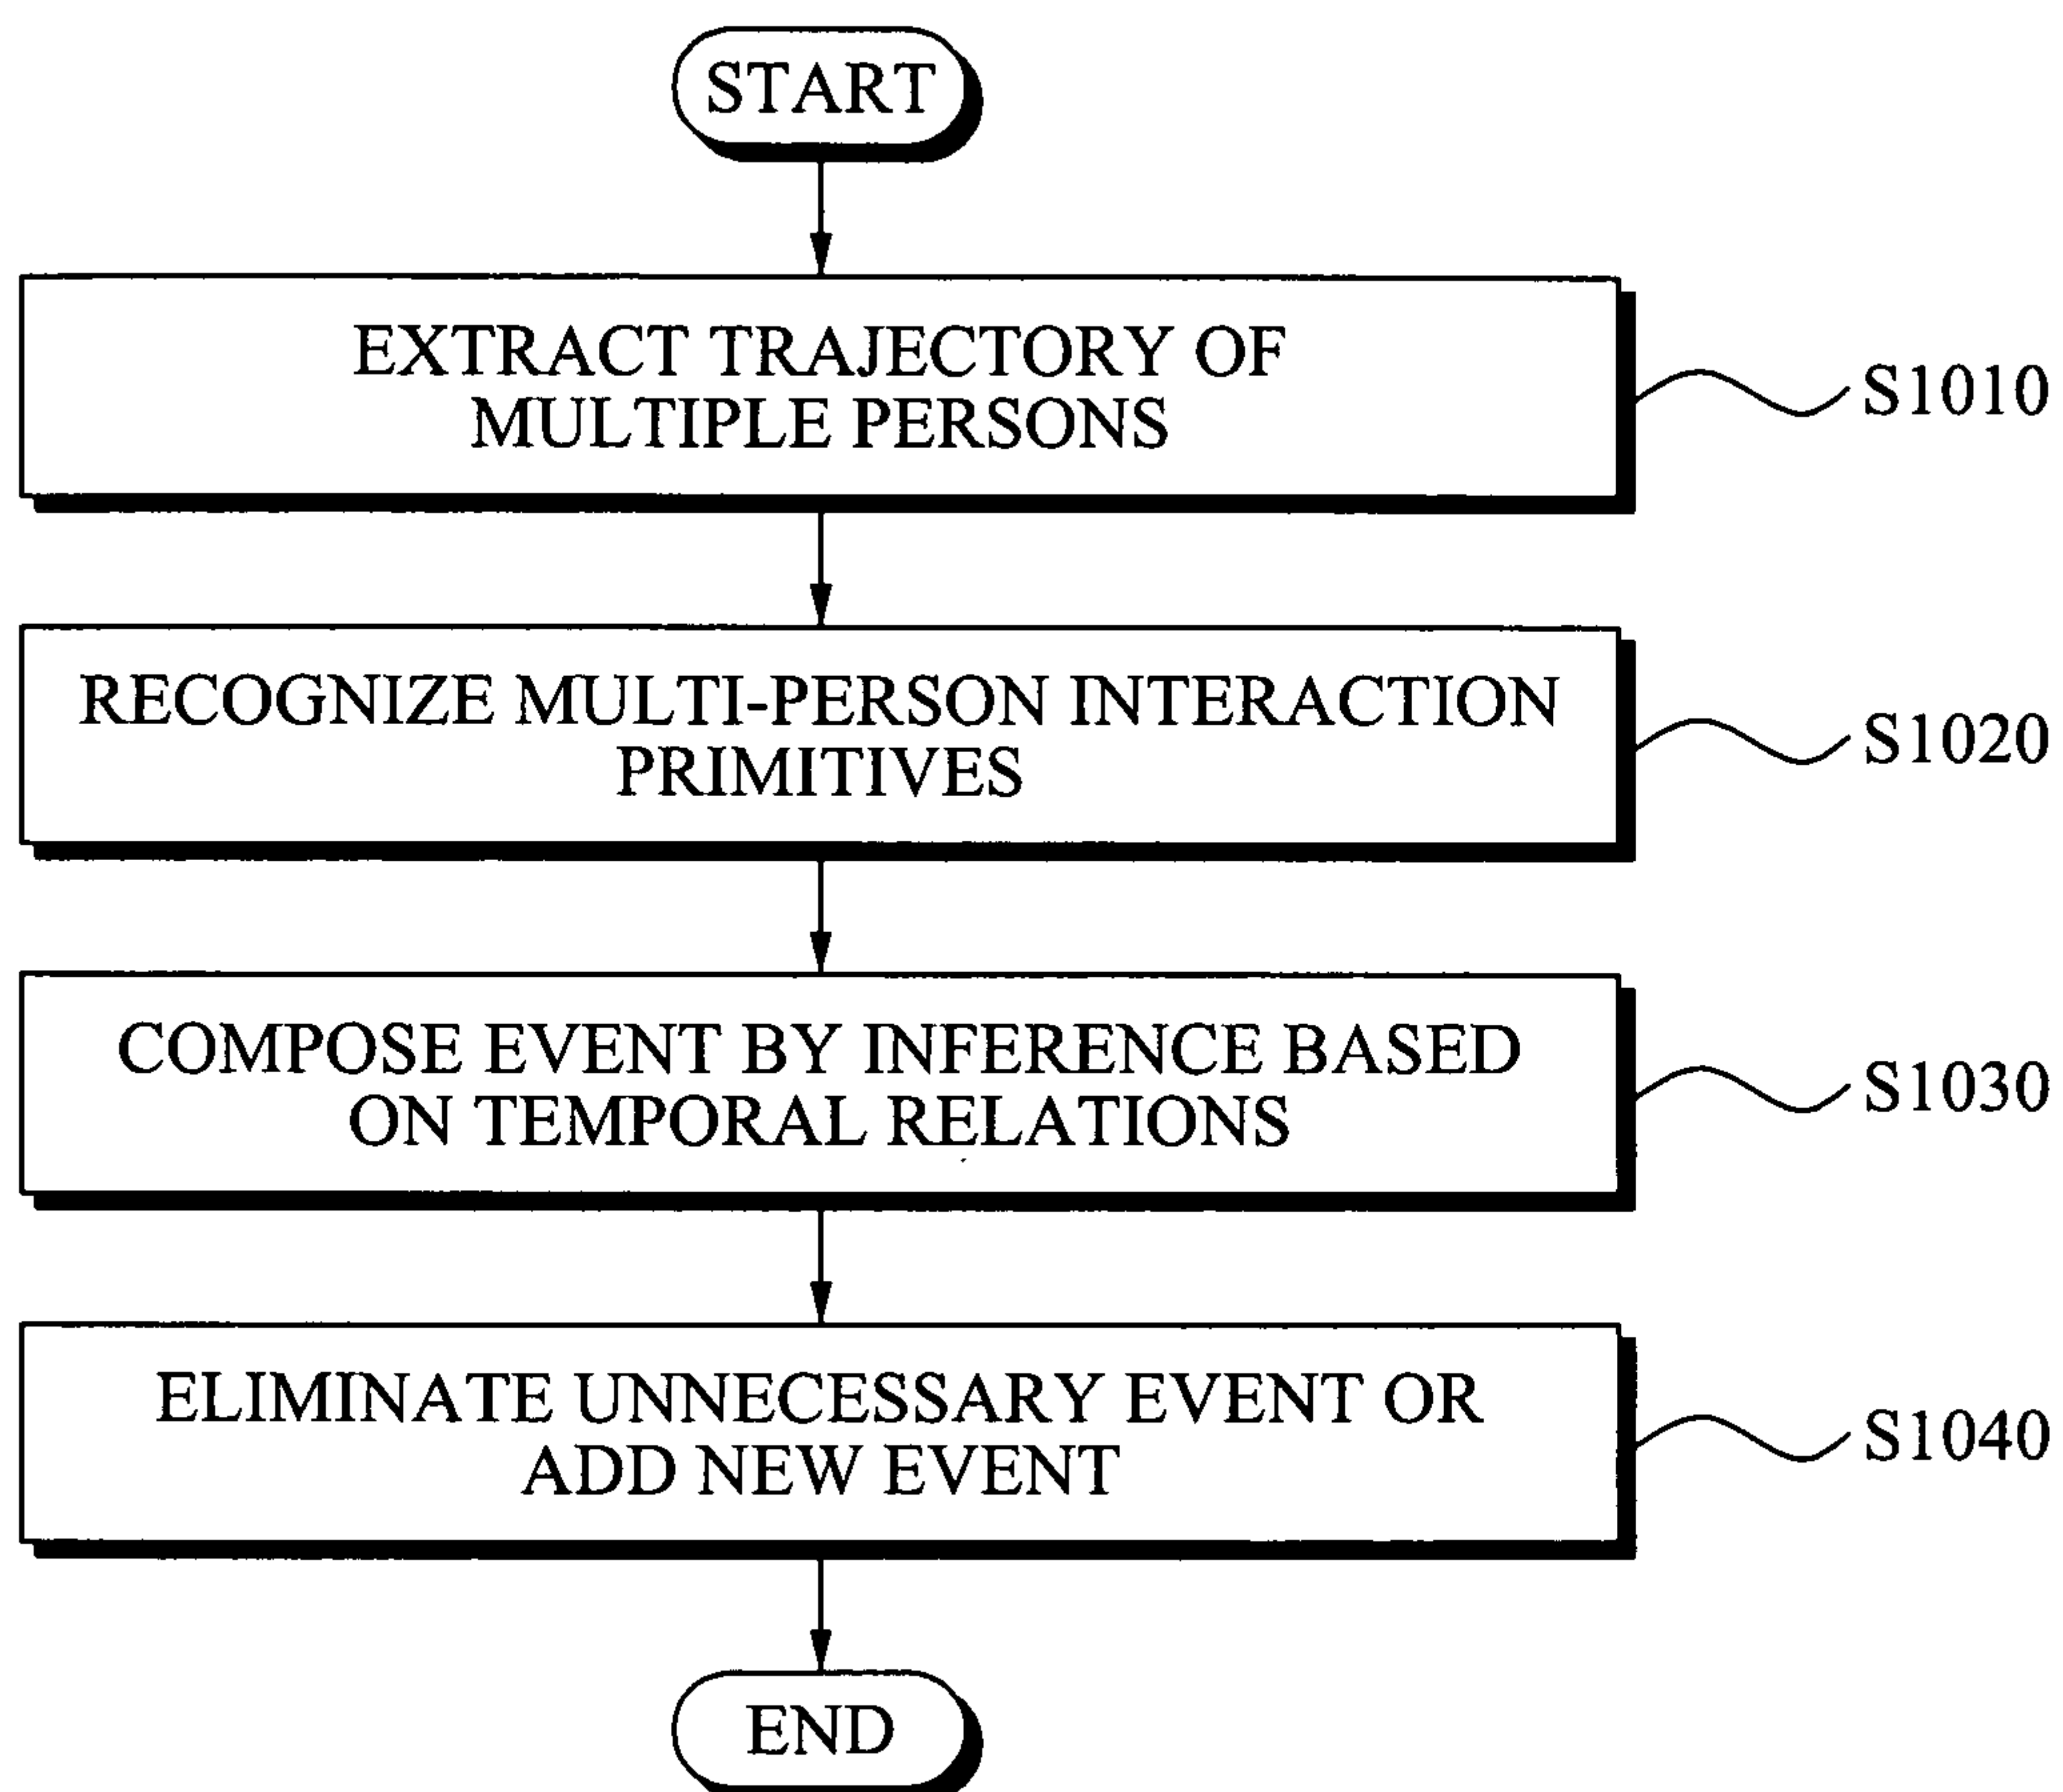 START
EXTRACT TRAJECTORY OF
MULTIPLE PERSONS
S1010
RECOGNIZE MULTI-PERSON INTERACTION
PRIMITIVES
S1020
COMPOSE EVENT BY INFERENCE BASED
ON TEMPORAL RELATIONS
S1030
ELIMINATE UNNECESSARY EVENT OR
ADD NEW EVENT
S1040
END